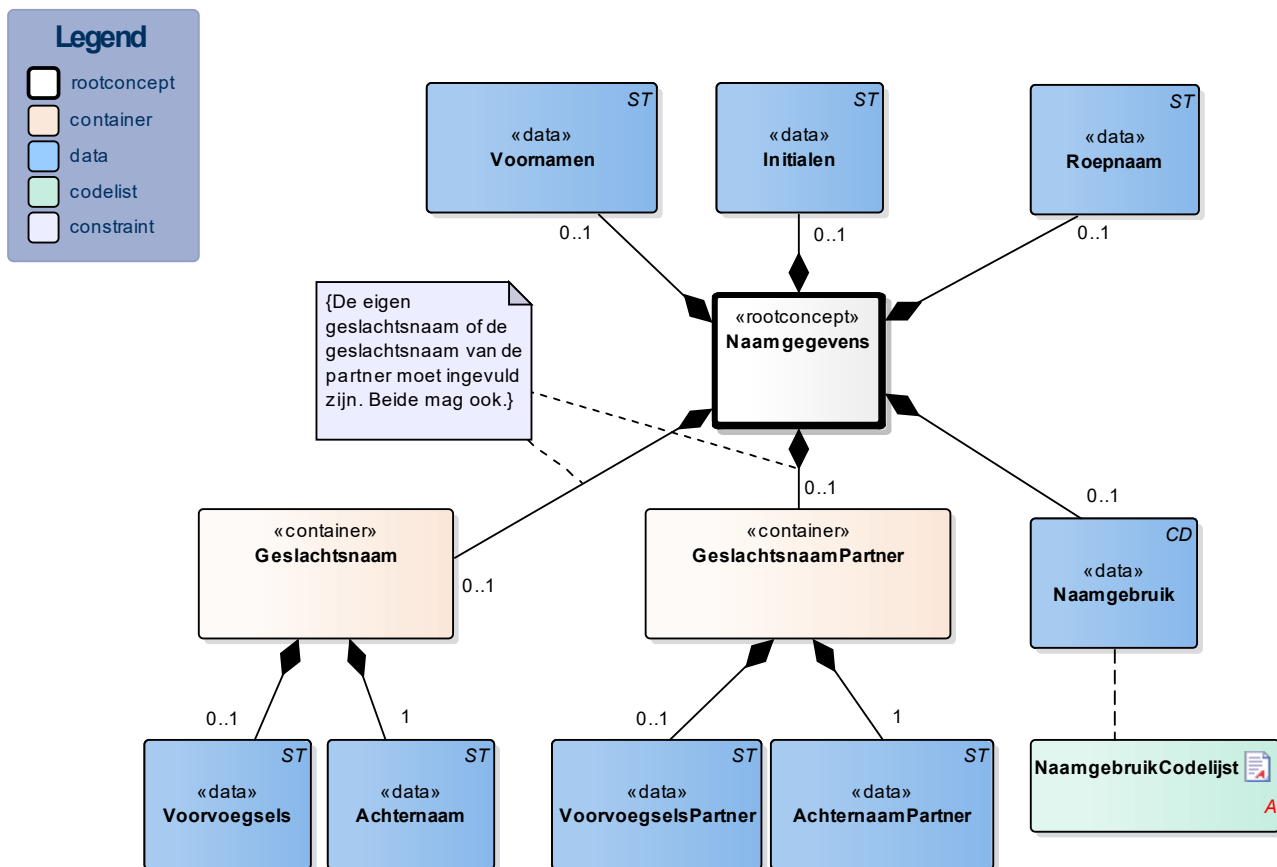 Legend
rootconcept
container
data
codelist
constraint
ST
«data»
Voornamen
ST
«data»
Initialen
ST
«data»
Roepnaam
0..1
0..1
0..1
{De eigen
geslachtsnaam of de
geslachtsnaam van de
partner moet ingevuld
zijn. Beide mag ook.}
«rootconcept»
Naamgegevens
0..1
0..1
0..1
«container»
Geslachtsnaam
«container»
GeslachtsnaamPartner
CD
«data»
Naamgebruik
0..1
1
0..1
1
ST
«data»
Voorvoegsels
ST
«data»
Achternaam
ST
«data»
VoorvoegselsPartner
ST
«data»
AchternaamPartner
NaamgebruikCodelijst
A